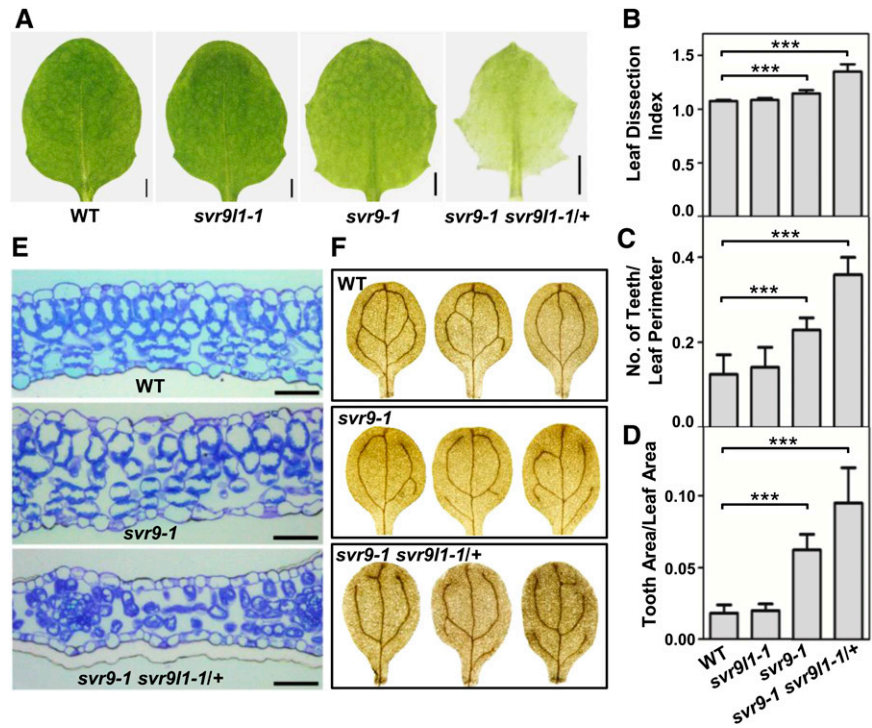 A
WT
svr9l1-1
svr9-1
svr9-1 svr9l1-1/+
B
Leaf Dissection
Index
1.5
1.0
0.5
0.0
***
***
C
No. of Teeth/
Leaf Perimeter
0.4
0.2
0.0
***
***
D
Tooth Area/Leaf Area
0.10
0.05
0.00
***
***
WT
svr9l1-1
svr9-1
svr9-1 svr9l1-1/+
E
WT
svr9-1
svr9-1 svr9l1-1/+
F
WT
svr9-1
svr9-1 svr9l1-1/+